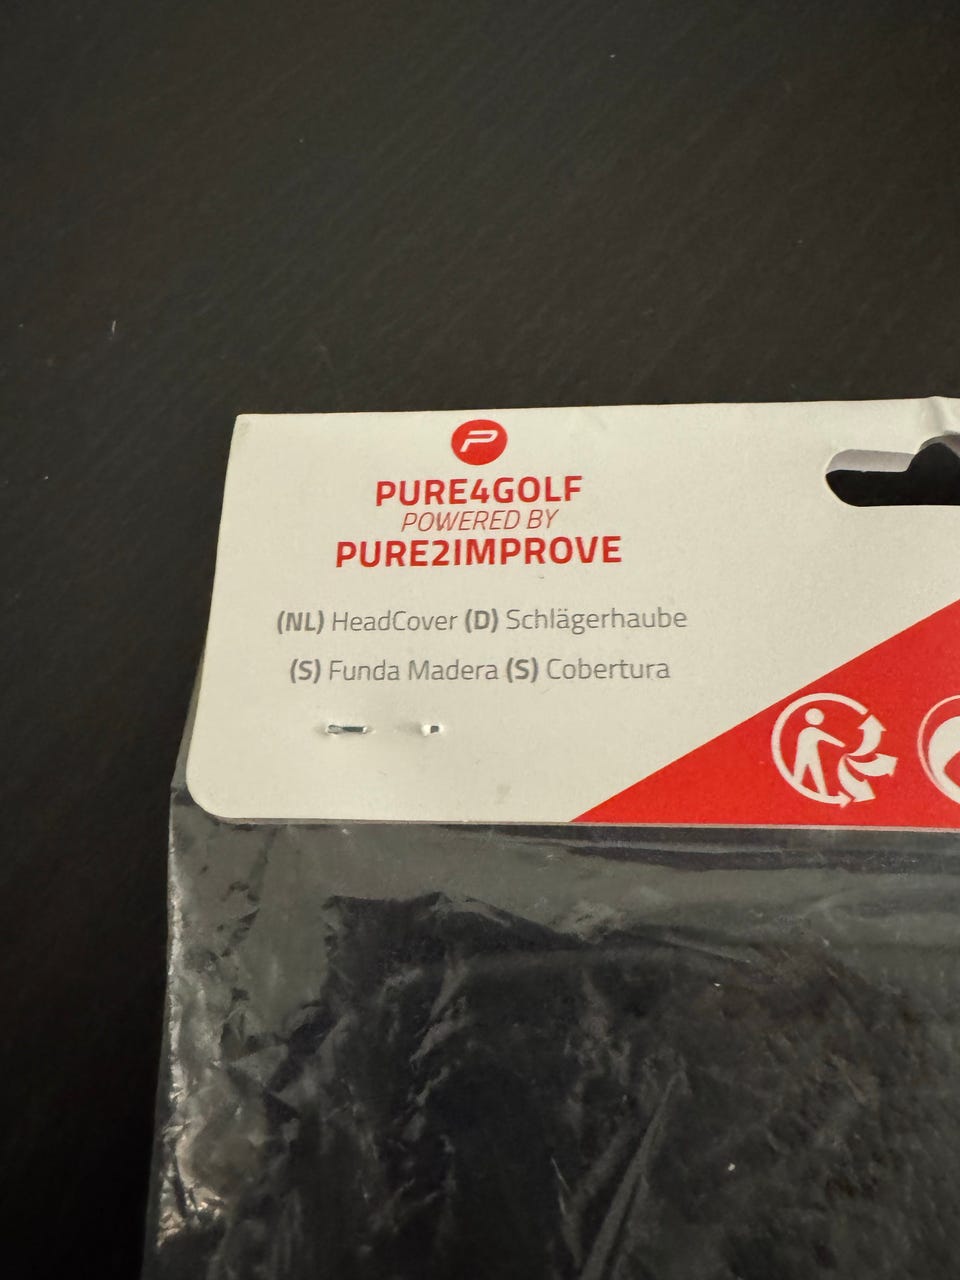 PURE4GOLF
POWERED BY
PURE2IMPROVE
(NL) HeadCover (D) Schlägerhaube
(S) Funda Madera (S) Cobertura